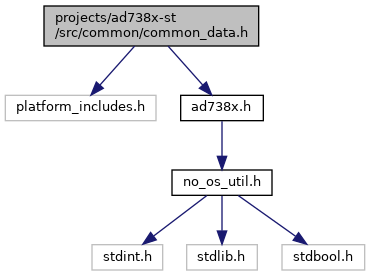 projects/ad738x-st
/src/common/common_data.h
platform_includes.h
ad738x.h
no_os_util.h
stdint.h
stdlib.h
stdbool.h